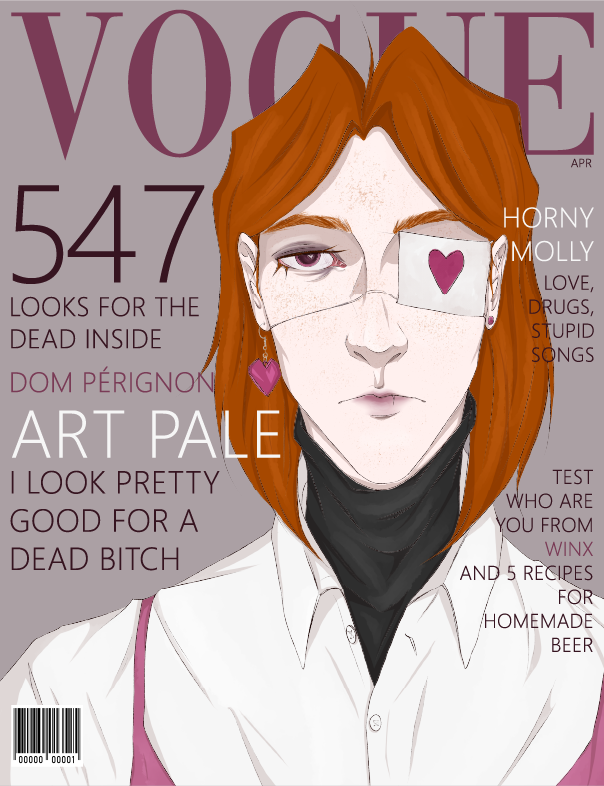 VOGUE
APR
547
LOOKS FOR THE
DEAD INSIDE
DOM PÉRIGNON
ART PALE
I LOOK PRETTY
GOOD FOR A
DEAD BITCH
HORNY
MOLLY
LOVE,
DRUGS,
STUPID
SONGS
TEST
WHO ARE
YOU FROM
WINX
AND 5 RECIPES
FOR
HOMEMADE
BEER
00000 00001